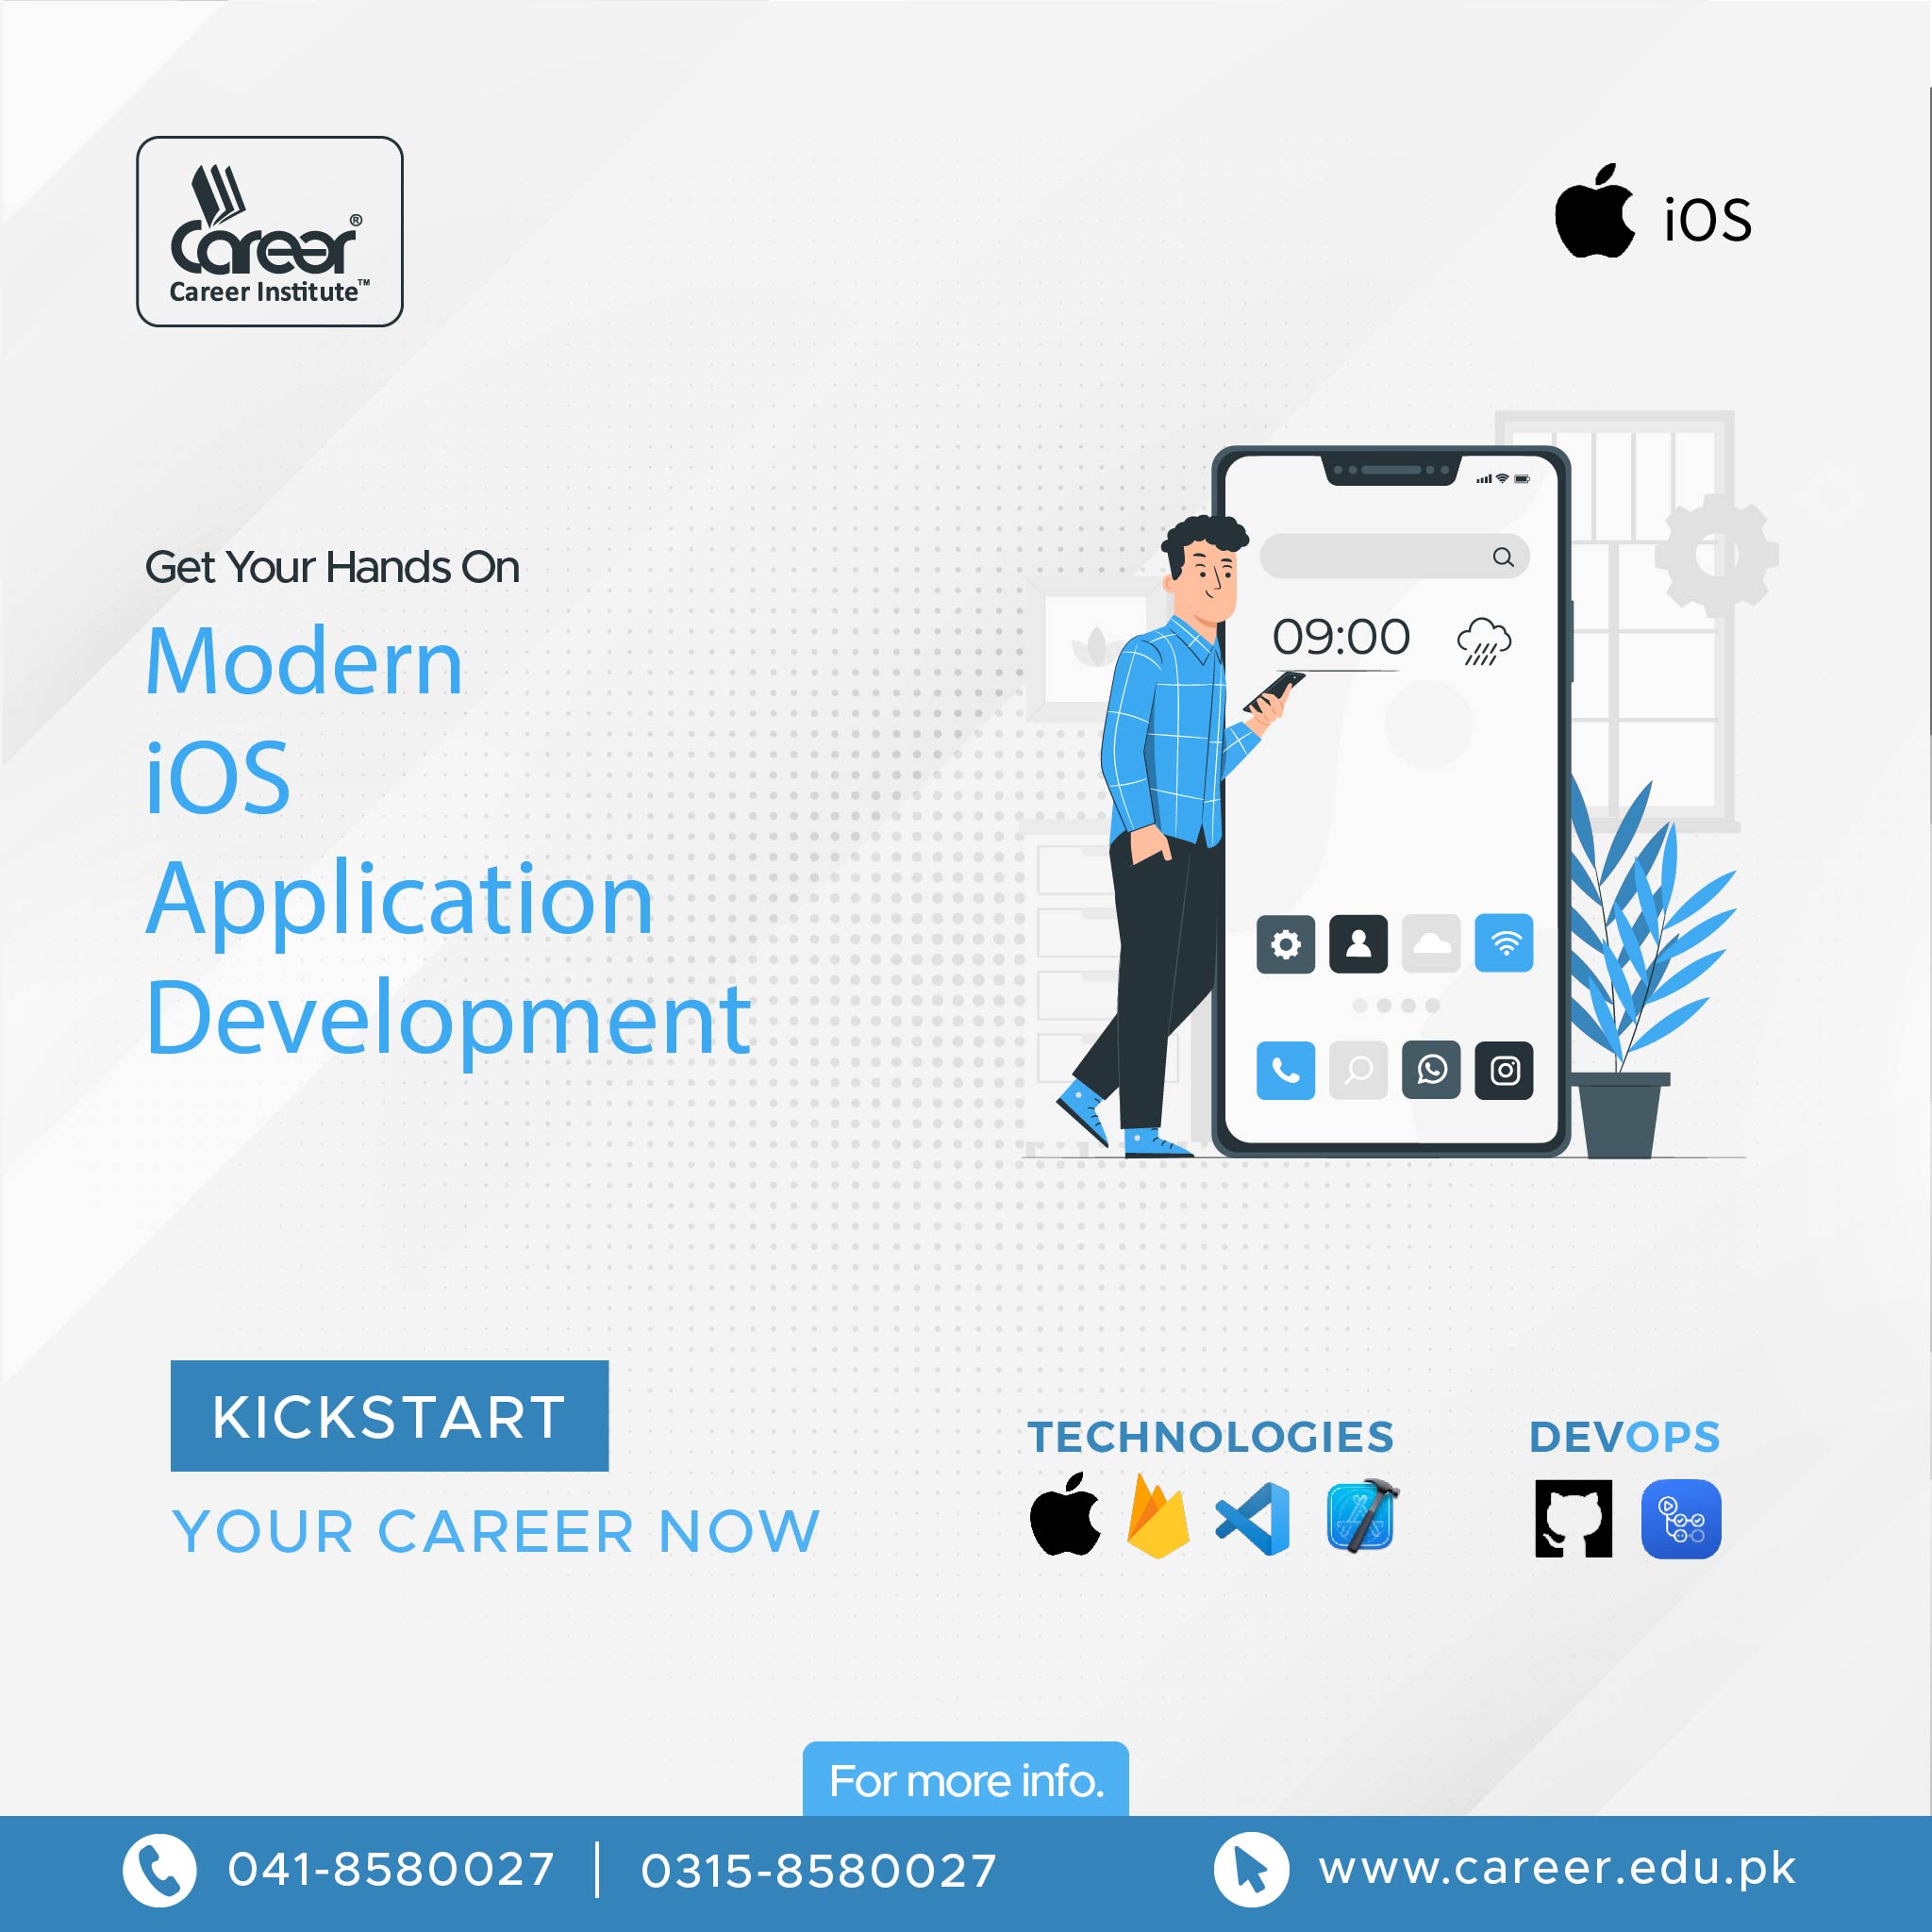 Career®
Career Institute™
iOS
Get Your Hands On
Modern
iOS
Application
Development
09:00
KICKSTART
YOUR CAREER NOW
TECHNOLOGIES
DEVOPS
For more info.
041-8580027 | 0315-8580027
www.career.edu.pk